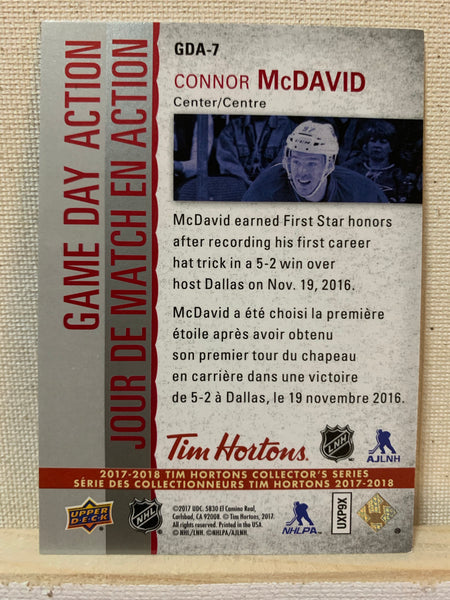 GAME DAY ACTION
JOUR DE MATCH EN ACTION
GDA-7
CONNOR McDAVID
Center/Centre
97
McDavid earned First Star honors
after recording his first career
hat trick in a 5-2 win over
host Dallas on Nov. 19, 2016.
McDavid a été choisi la première
étoile après avoir obtenu
son premier tour du chapeau
en carrière dans une victoire
de 5-2 à Dallas, le 19 novembre 2016.
Tim Hortons
LNH
AJLNH
2017-2018 TIM HORTONS COLLECTOR'S SERIES
SÉRIE DES COLLECTIONNEURS TIM HORTONS 2017-2018
UPPER DECK
NHL
©2017 UDC. 5830 El Camino Real,
Carlsbad, CA 92008. © Tim Hortons, 2017.
All rights reserved. Printed in the USA.
© NHL/LNH. ©NHLPA/AJLNH.
NHLPA
UXP9X